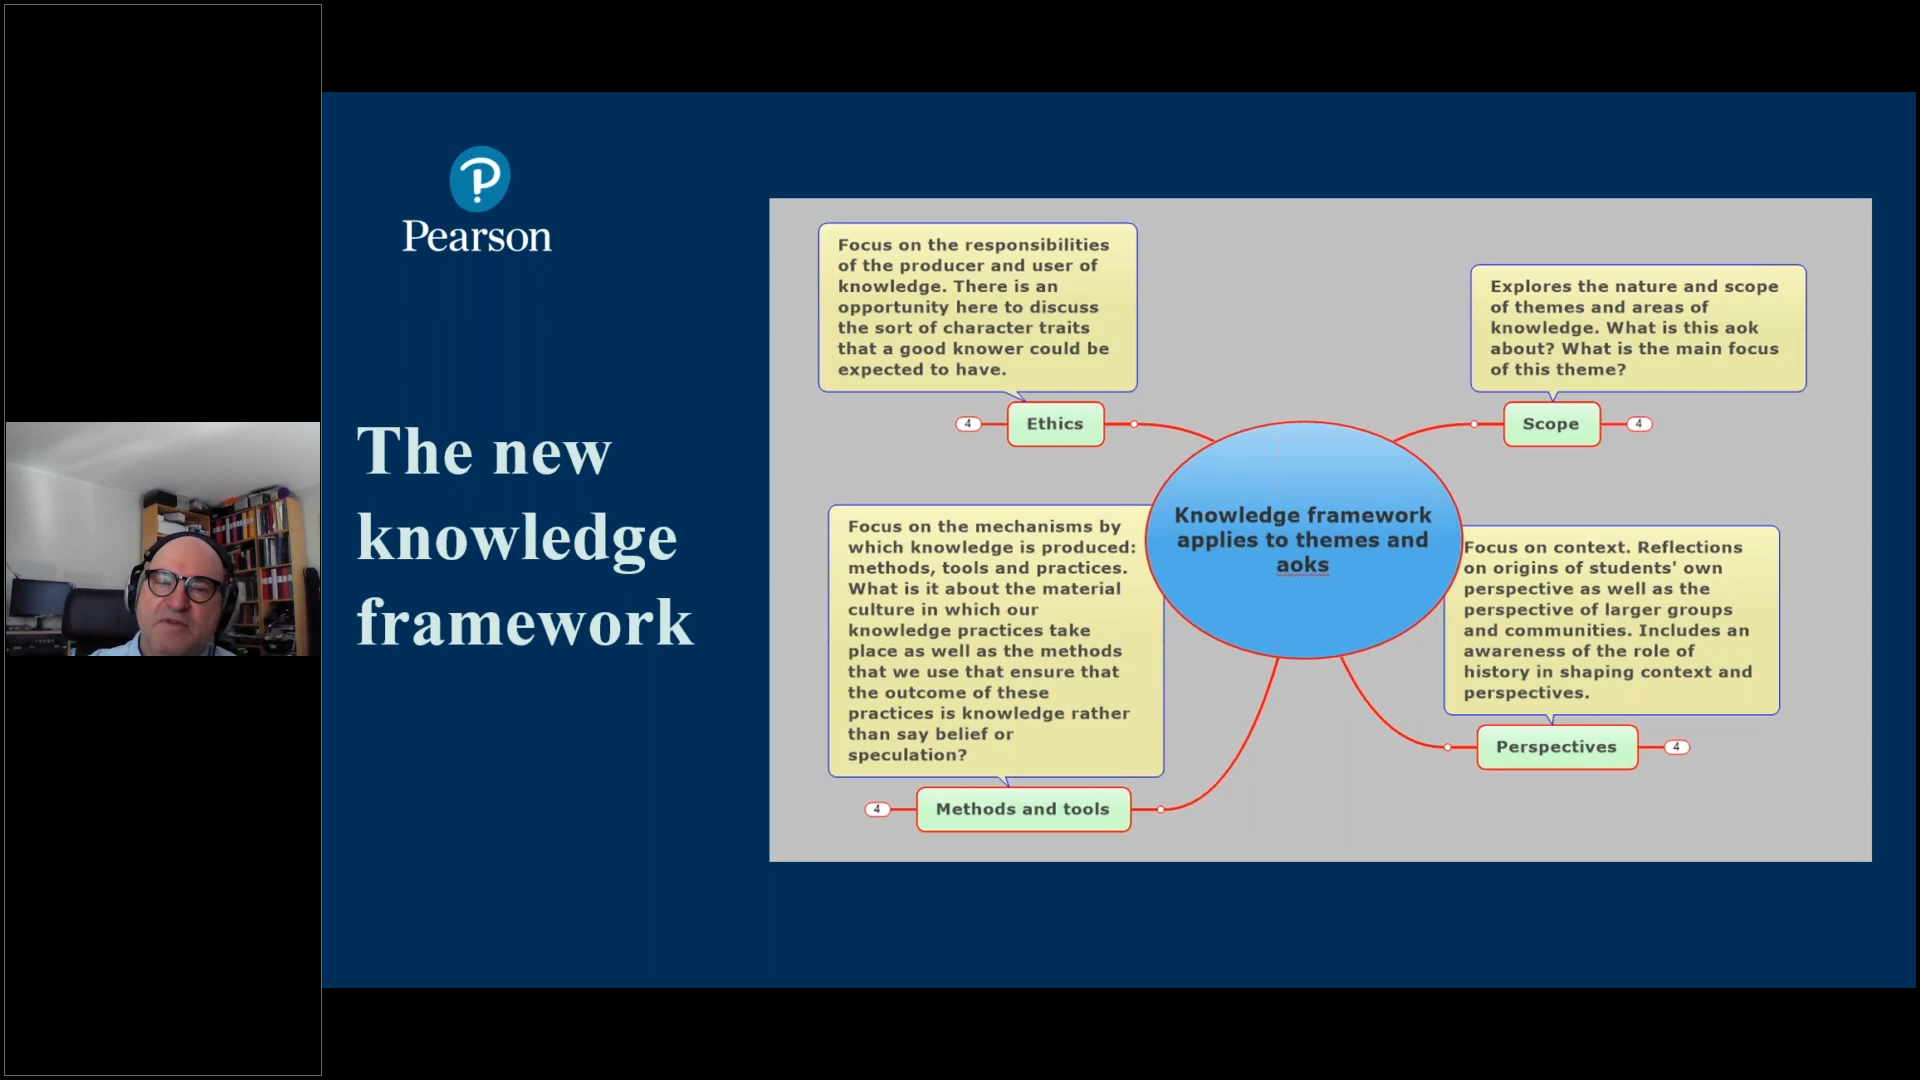 Pearson
The new
knowledge
framework
Focus on the responsibilities
of the producer and user of
knowledge. There is an
opportunity here to discuss
the sort of character traits
that a good knower could be
expected to have.
4
Ethics
Explores the nature and scope
of themes and areas of
knowledge. What is this aok
about? What is the main focus
of this theme?
Scope
4
Knowledge framework
applies to themes and
aoks
Focus on the mechanisms by
which knowledge is produced:
methods, tools and practices.
What is it about the material
culture in which our
knowledge practices take
place as well as the methods
that we use that ensure that
the outcome of these
practices is knowledge rather
than say belief or
speculation?
4
Methods and tools
Focus on context. Reflections
on origins of students' own
perspective as well as the
perspective of larger groups
and communities. Includes an
awareness of the role of
history in shaping context and
perspectives.
Perspectives
4